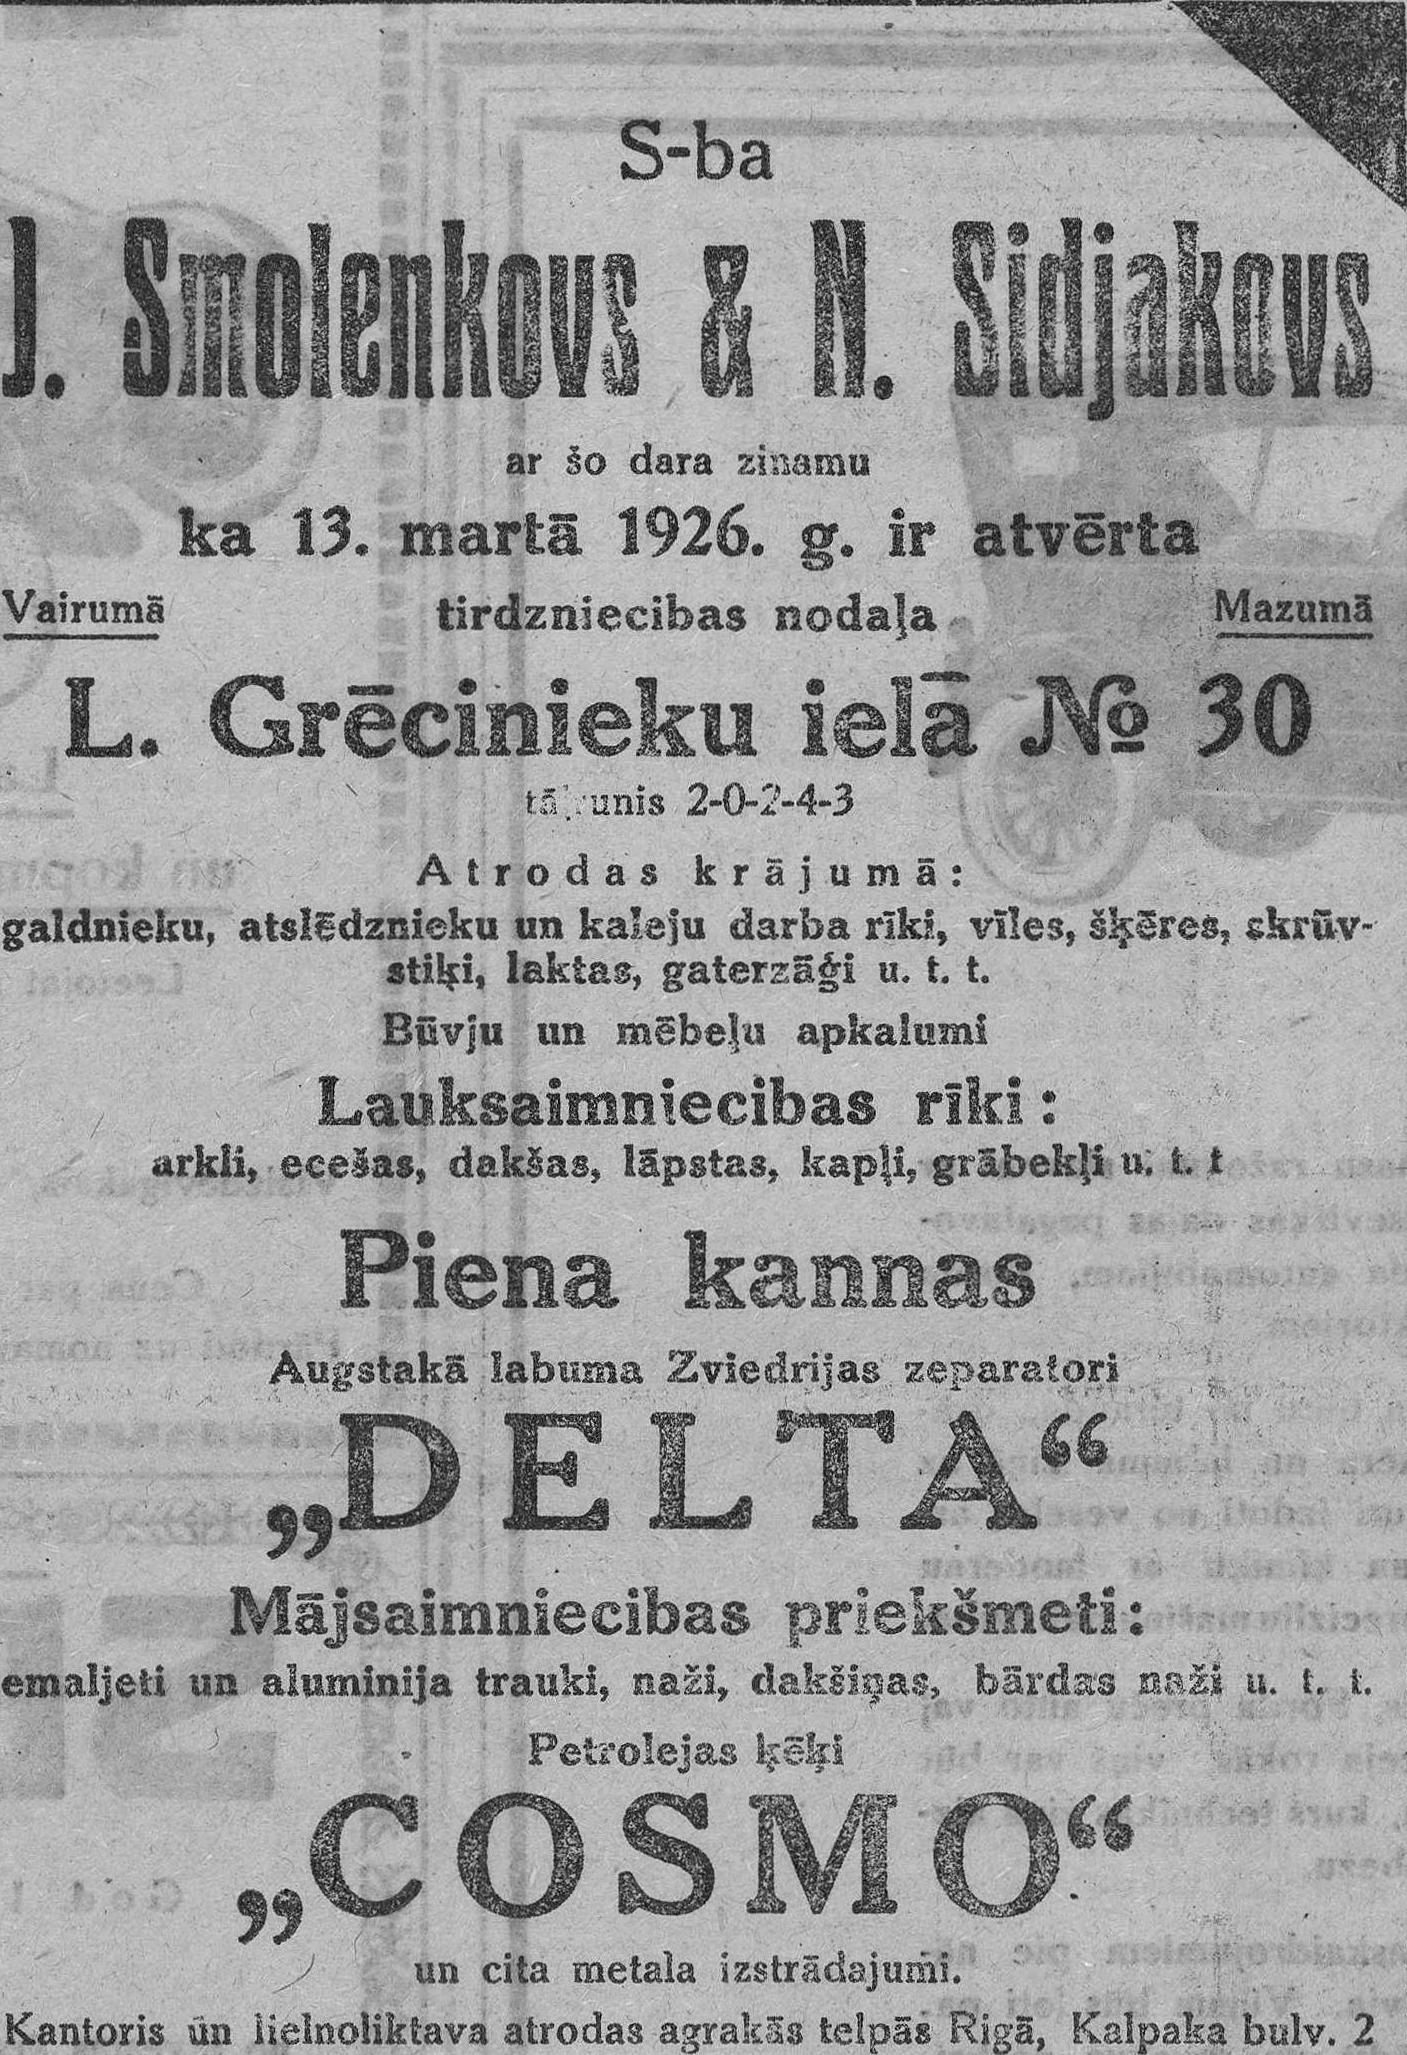 S-ba
J. Smolenkovs & N. Sidjakovs
ar šo dara zinamu
ka 13. martā 1926. g. ir atvērta
Vairumā tirdzniecibas nodaļa Mazumā
L. Grēcinieku ielā № 30
tālrunis 2-0-2-4-3
Atrodas krājumā:
galdnieku, atslēdznieku un kaleju darba rīki, vīles, šķēres, skrūv-
stiķi, laktas, gaterzāģi u. t. t.
Būvju un mēbeļu apkalumi
Lauksaimniecibas rīki:
arkli, ecešas, dakšas, lāpstas, kapļi, grābekļi u. t. t
Piena kannas
Augstakā labuma Zviedrijas zeparatori
„DELTA“
Mājsaimniecibas priekšmeti:
emaljeti un aluminija trauki, naži, dakšiņas, bārdas naži u. t. t.
Petrolejas ķēķi
„COSMO“
un cita metala izstrādajumi.
Kantoris un lielnoliktava atrodas agrakās telpās Rigā, Kalpaka bulv. 2